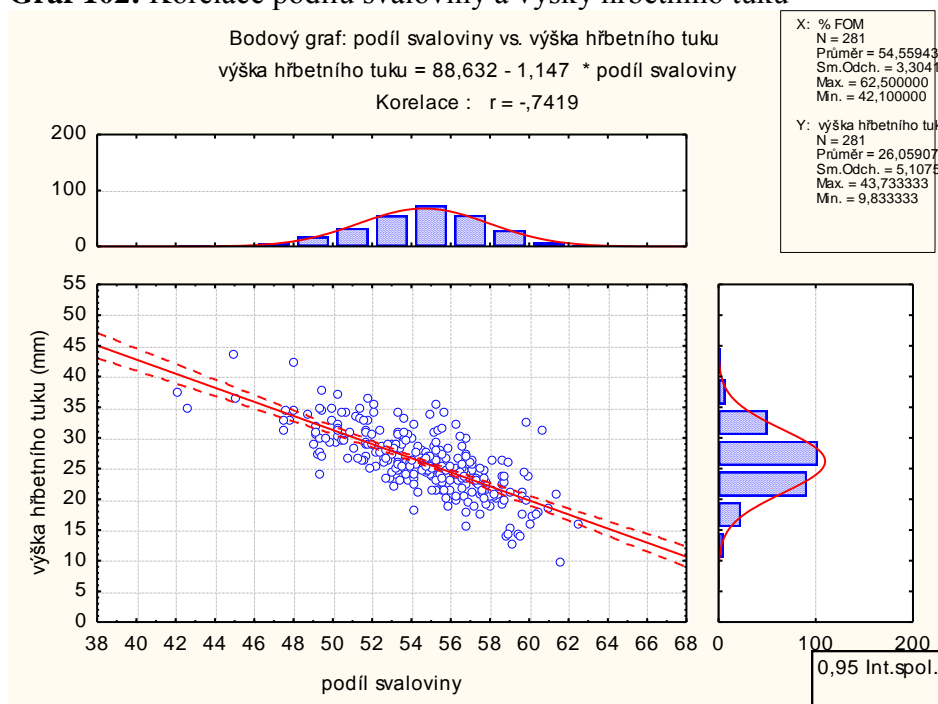 Graf 102: Korelace podílu svaloviny a výšky hřbetního tuku
Bodový graf: podíl svaloviny vs. výška hřbetního tuku
výška hřbetního tuku = 88,632 - 1,147 * podíl svaloviny
Korelace : r = -,7419
X: % FOM
N = 281
Průměr = 54,55943
Sm.Odch. = 3,3041
Max. = 62,500000
Min. = 42,100000
Y: výška hřbetního tuk
N = 281
Průměr = 26,05907
Sm.Odch. = 5,1075
Max. = 43,733333
Min. = 9,833333
200
100
0
55
50
45
40
35
30
25
20
15
10
5
0
výška hřbetního tuku (mm)
38 40 42 44 46 48 50 52 54 56 58 60 62 64 66 68
podíl svaloviny
0 100 200
0,95 Int.spol.